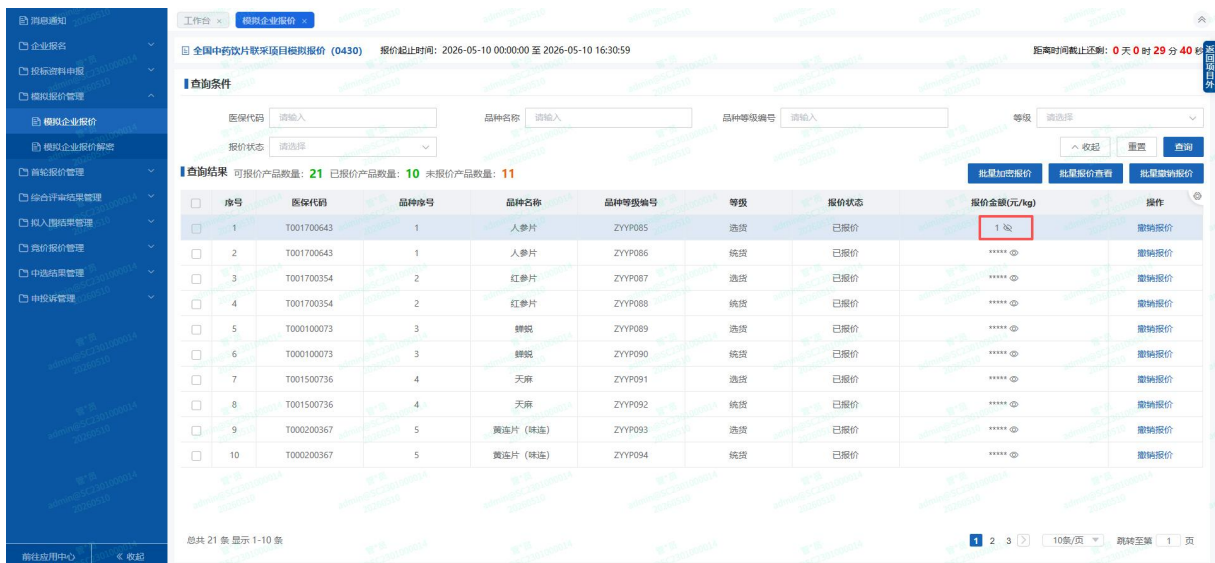 消息通知
企业报名
投标资料申报
模拟报价管理
模拟企业报价
模拟企业报价解密
首轮报价管理
综合评审结果管理
拟入围结果管理
竞价报价管理
中选结果管理
申投诉管理
前往应用中心 《 收起
工作台 × 模拟企业报价 ×
全国中药饮片联采项目模拟报价（0430） 报价起止时间：2026-05-10 00:00:00 至 2026-05-10 16:30:59 距离时间截止还剩：0 天 0 时 29 分 40 秒
返回项目外
查询条件
医保代码 请输入 品种名称 请输入 品种等级编号 请输入 等级 请选择
报价状态 请选择 收起 重置 查询
查询结果 可报价产品数量：21 已报价产品数量：10 未报价产品数量：11 批量加密报价 批量报价查看 批量撤销报价
序号 医保代码 品种序号 品种名称 品种等级编号 等级 报价状态 报价金额(元/kg) 操作
1 T001700643 1 人参片 ZYYP085 选货 已报价 1 撤销报价
2 T001700643 1 人参片 ZYYP086 统货 已报价 ***** 撤销报价
3 T001700354 2 红参片 ZYYP087 选货 已报价 ***** 撤销报价
4 T001700354 2 红参片 ZYYP088 统货 已报价 ***** 撤销报价
5 T000100073 3 蝉蜕 ZYYP089 选货 已报价 ***** 撤销报价
6 T000100073 3 蝉蜕 ZYYP090 统货 已报价 ***** 撤销报价
7 T001500736 4 天麻 ZYYP091 选货 已报价 ***** 撤销报价
8 T001500736 4 天麻 ZYYP092 统货 已报价 ***** 撤销报价
9 T000200367 5 黄连片（味连） ZYYP093 选货 已报价 ***** 撤销报价
10 T000200367 5 黄连片（味连） ZYYP094 统货 已报价 ***** 撤销报价
总共 21 条 显示 1-10 条 1 2 3 10条/页 跳转至第 1 页